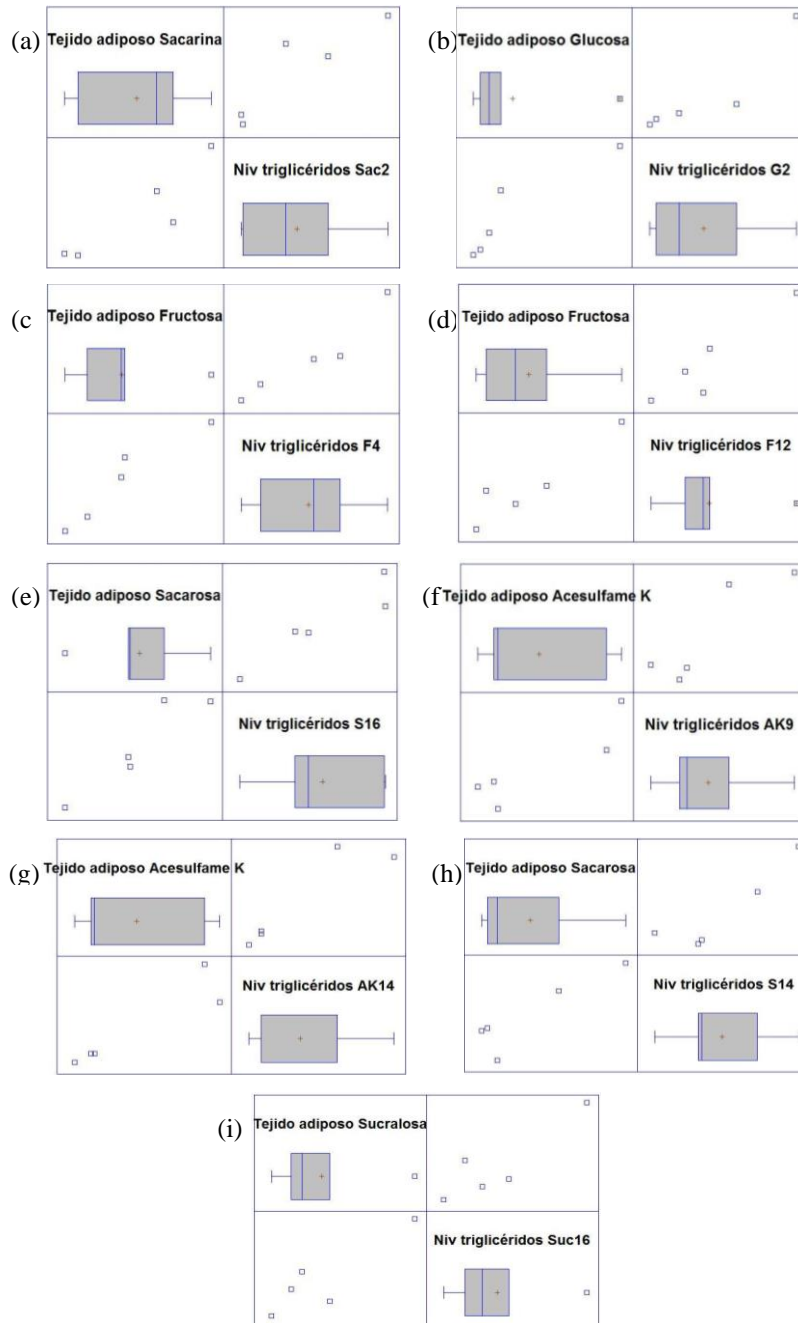 (a) Tejido adiposo Sacarina
Niv triglicéridos Sac2
(b) Tejido adiposo Glucosa
Niv triglicéridos G2
(c Tejido adiposo Fructosa
Niv triglicéridos F4
(d) Tejido adiposo Fructosa
Niv triglicéridos F12
(e) Tejido adiposo Sacarosa
Niv triglicéridos S16
(f Tejido adiposo Acesulfame K
Niv triglicéridos AK9
(g) Tejido adiposo Acesulfame K
Niv triglicéridos AK14
(h) Tejido adiposo Sacarosa
Niv triglicéridos S14
(i) Tejido adiposo Sucralosa
Niv triglicéridos Suc16